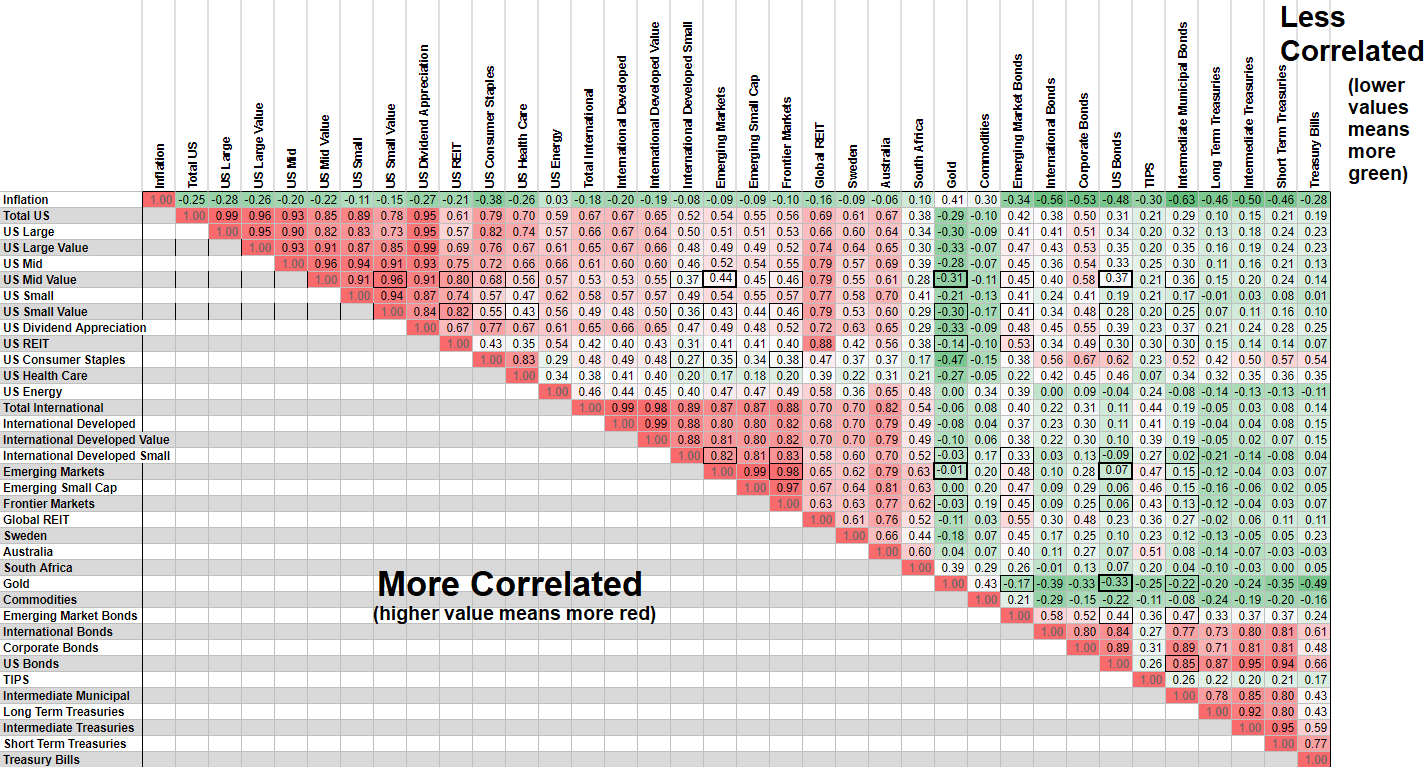 Less
Correlated
(lower
values
means
more
green)
Inflation
Total US
US Large
US Large Value
US Mid
US Mid Value
US Small
US Small Value
US Dividend Appreciation
US REIT
US Consumer Staples
US Health Care
US Energy
Total International
International Developed
International Developed Value
International Developed Small
Emerging Markets
Emerging Small Cap
Frontier Markets
Global REIT
Sweden
Australia
South Africa
Gold
Commodities
Emerging Market Bonds
International Bonds
Corporate Bonds
US Bonds
TIPS
Intermediate Municipal Bonds
Long Term Treasuries
Intermediate Treasuries
Short Term Treasuries
Treasury Bills
Inflation 1.00 -0.25 -0.28 -0.26 -0.20 -0.22 -0.11 -0.15 -0.27 -0.21 -0.38 -0.26 0.03 -0.18 -0.20 -0.19 -0.08 -0.09 -0.09 -0.10 -0.16 -0.09 -0.06 0.10 0.41 0.30 -0.34 -0.56 -0.53 -0.48 -0.30 -0.63 -0.46 -0.50 -0.46 -0.28
Total US 1.00 0.99 0.96 0.93 0.85 0.89 0.78 0.95 0.61 0.79 0.70 0.59 0.67 0.67 0.65 0.52 0.54 0.55 0.56 0.69 0.61 0.67 0.38 -0.29 -0.10 0.42 0.38 0.50 0.31 0.21 0.29 0.10 0.15 0.21 0.19
US Large 1.00 0.95 0.90 0.82 0.83 0.73 0.95 0.57 0.82 0.74 0.57 0.66 0.67 0.64 0.50 0.51 0.51 0.53 0.66 0.60 0.64 0.34 -0.30 -0.09 0.41 0.41 0.51 0.34 0.20 0.32 0.13 0.18 0.24 0.23
US Large Value 1.00 0.93 0.91 0.87 0.85 0.99 0.69 0.76 0.67 0.61 0.65 0.67 0.66 0.48 0.49 0.49 0.52 0.74 0.64 0.65 0.30 -0.33 -0.07 0.47 0.43 0.53 0.35 0.20 0.35 0.16 0.19 0.24 0.23
US Mid 1.00 0.96 0.94 0.91 0.93 0.75 0.72 0.66 0.66 0.61 0.60 0.60 0.46 0.52 0.54 0.55 0.79 0.57 0.69 0.39 -0.28 -0.07 0.45 0.36 0.54 0.33 0.25 0.30 0.11 0.16 0.21 0.13
US Mid Value 1.00 0.91 0.96 0.91 0.80 0.68 0.56 0.57 0.53 0.53 0.55 0.37 0.44 0.45 0.46 0.79 0.55 0.61 0.28 -0.31 -0.11 0.45 0.40 0.58 0.37 0.21 0.36 0.15 0.20 0.24 0.14
US Small 1.00 0.94 0.87 0.74 0.57 0.47 0.62 0.58 0.57 0.57 0.49 0.54 0.55 0.57 0.77 0.58 0.70 0.41 -0.21 -0.13 0.41 0.24 0.41 0.19 0.21 0.17 -0.01 0.03 0.08 0.01
US Small Value 1.00 0.84 0.82 0.55 0.43 0.56 0.49 0.48 0.50 0.36 0.43 0.44 0.46 0.79 0.53 0.60 0.29 -0.30 -0.17 0.41 0.34 0.48 0.28 0.20 0.25 0.07 0.11 0.16 0.10
US Dividend Appreciation 1.00 0.67 0.77 0.67 0.61 0.65 0.66 0.65 0.47 0.49 0.48 0.52 0.72 0.63 0.65 0.29 -0.33 -0.09 0.48 0.45 0.55 0.39 0.23 0.37 0.21 0.24 0.28 0.25
US REIT 1.00 0.43 0.35 0.54 0.42 0.40 0.43 0.31 0.41 0.41 0.40 0.88 0.42 0.56 0.38 -0.14 -0.10 0.53 0.34 0.49 0.30 0.30 0.30 0.15 0.14 0.14 0.07
US Consumer Staples 1.00 0.83 0.29 0.48 0.49 0.48 0.27 0.35 0.34 0.38 0.47 0.37 0.37 0.17 -0.47 -0.15 0.38 0.56 0.67 0.62 0.23 0.52 0.42 0.50 0.57 0.54
US Health Care 1.00 0.34 0.38 0.41 0.40 0.20 0.17 0.18 0.20 0.39 0.22 0.31 0.21 -0.27 -0.05 0.22 0.42 0.45 0.46 0.07 0.34 0.32 0.35 0.36 0.35
US Energy 1.00 0.46 0.44 0.45 0.40 0.47 0.47 0.49 0.58 0.36 0.65 0.48 0.00 0.34 0.39 0.00 0.09 -0.04 0.24 -0.08 -0.14 -0.13 -0.13 -0.11
Total International 1.00 0.99 0.98 0.89 0.87 0.87 0.88 0.70 0.70 0.82 0.54 -0.06 0.08 0.40 0.22 0.31 0.11 0.44 0.19 -0.05 0.03 0.08 0.14
International Developed 1.00 0.99 0.88 0.80 0.80 0.82 0.68 0.70 0.79 0.49 -0.08 0.04 0.37 0.23 0.30 0.11 0.41 0.19 -0.04 0.04 0.08 0.15
International Developed Value 1.00 0.88 0.81 0.80 0.82 0.70 0.70 0.79 0.49 -0.10 0.06 0.38 0.22 0.30 0.10 0.39 0.19 -0.05 0.02 0.07 0.15
International Developed Small 1.00 0.82 0.81 0.83 0.58 0.60 0.70 0.52 -0.03 0.17 0.33 0.03 0.13 -0.09 0.27 0.02 -0.21 -0.14 -0.08 0.04
Emerging Markets 1.00 0.99 0.98 0.65 0.62 0.79 0.63 -0.01 0.20 0.48 0.10 0.28 0.07 0.47 0.15 -0.12 -0.04 0.03 0.07
Emerging Small Cap 1.00 0.97 0.67 0.64 0.81 0.63 0.00 0.20 0.47 0.09 0.29 0.06 0.46 0.15 -0.16 -0.06 0.02 0.05
Frontier Markets 1.00 0.63 0.63 0.77 0.62 -0.03 0.19 0.45 0.09 0.25 0.06 0.43 0.13 -0.12 -0.04 0.03 0.07
Global REIT 1.00 0.61 0.76 0.52 -0.11 0.03 0.55 0.30 0.48 0.23 0.36 0.27 -0.02 0.06 0.11 0.11
Sweden 1.00 0.66 0.44 -0.18 0.07 0.45 0.17 0.25 0.10 0.23 0.12 -0.13 -0.05 0.05 0.23
Australia 1.00 0.60 0.04 0.07 0.40 0.11 0.27 0.07 0.51 0.08 -0.14 -0.07 -0.03 -0.03
South Africa 1.00 0.39 0.29 0.26 -0.01 0.13 0.07 0.20 0.04 -0.10 -0.03 0.00 0.05
Gold 1.00 0.43 -0.17 -0.39 -0.33 -0.33 -0.25 -0.22 -0.20 -0.24 -0.35 -0.49
Commodities 1.00 0.21 -0.29 -0.15 -0.22 -0.11 -0.08 -0.24 -0.19 -0.20 -0.16
More Correlated
(higher value means more red)
Emerging Market Bonds 1.00 0.58 0.52 0.44 0.36 0.47 0.33 0.37 0.37 0.24
International Bonds 1.00 0.80 0.84 0.27 0.77 0.73 0.80 0.81 0.61
Corporate Bonds 1.00 0.89 0.31 0.89 0.71 0.81 0.81 0.48
US Bonds 1.00 0.26 0.85 0.87 0.95 0.94 0.66
TIPS 1.00 0.26 0.22 0.20 0.21 0.17
Intermediate Municipal 1.00 0.78 0.85 0.80 0.43
Long Term Treasuries 1.00 0.92 0.80 0.43
Intermediate Treasuries 1.00 0.95 0.59
Short Term Treasuries 1.00 0.77
Treasury Bills 1.00